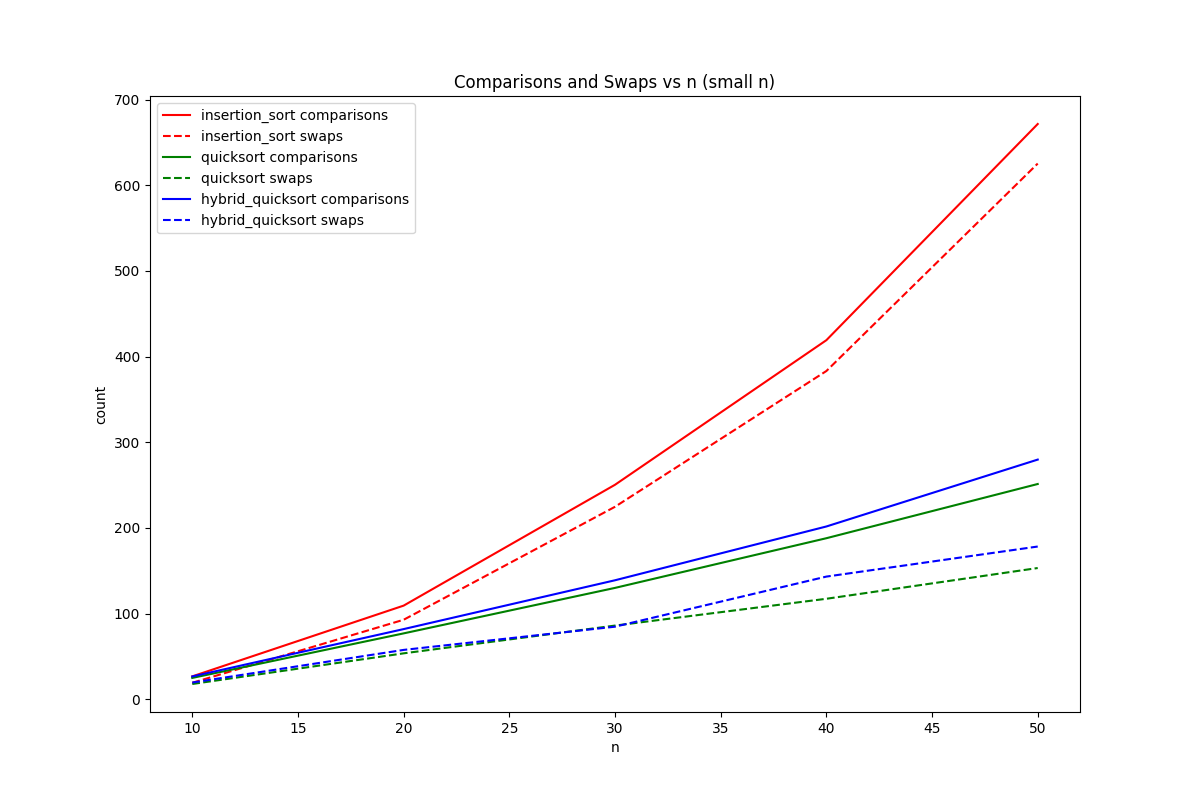 Comparisons and Swaps vs n (small n)
700
600
500
400
300
200
100
0
count
insertion_sort comparisons
insertion_sort swaps
quicksort comparisons
quicksort swaps
hybrid_quicksort comparisons
hybrid_quicksort swaps
10 15 20 25 30 35 40 45 50
n